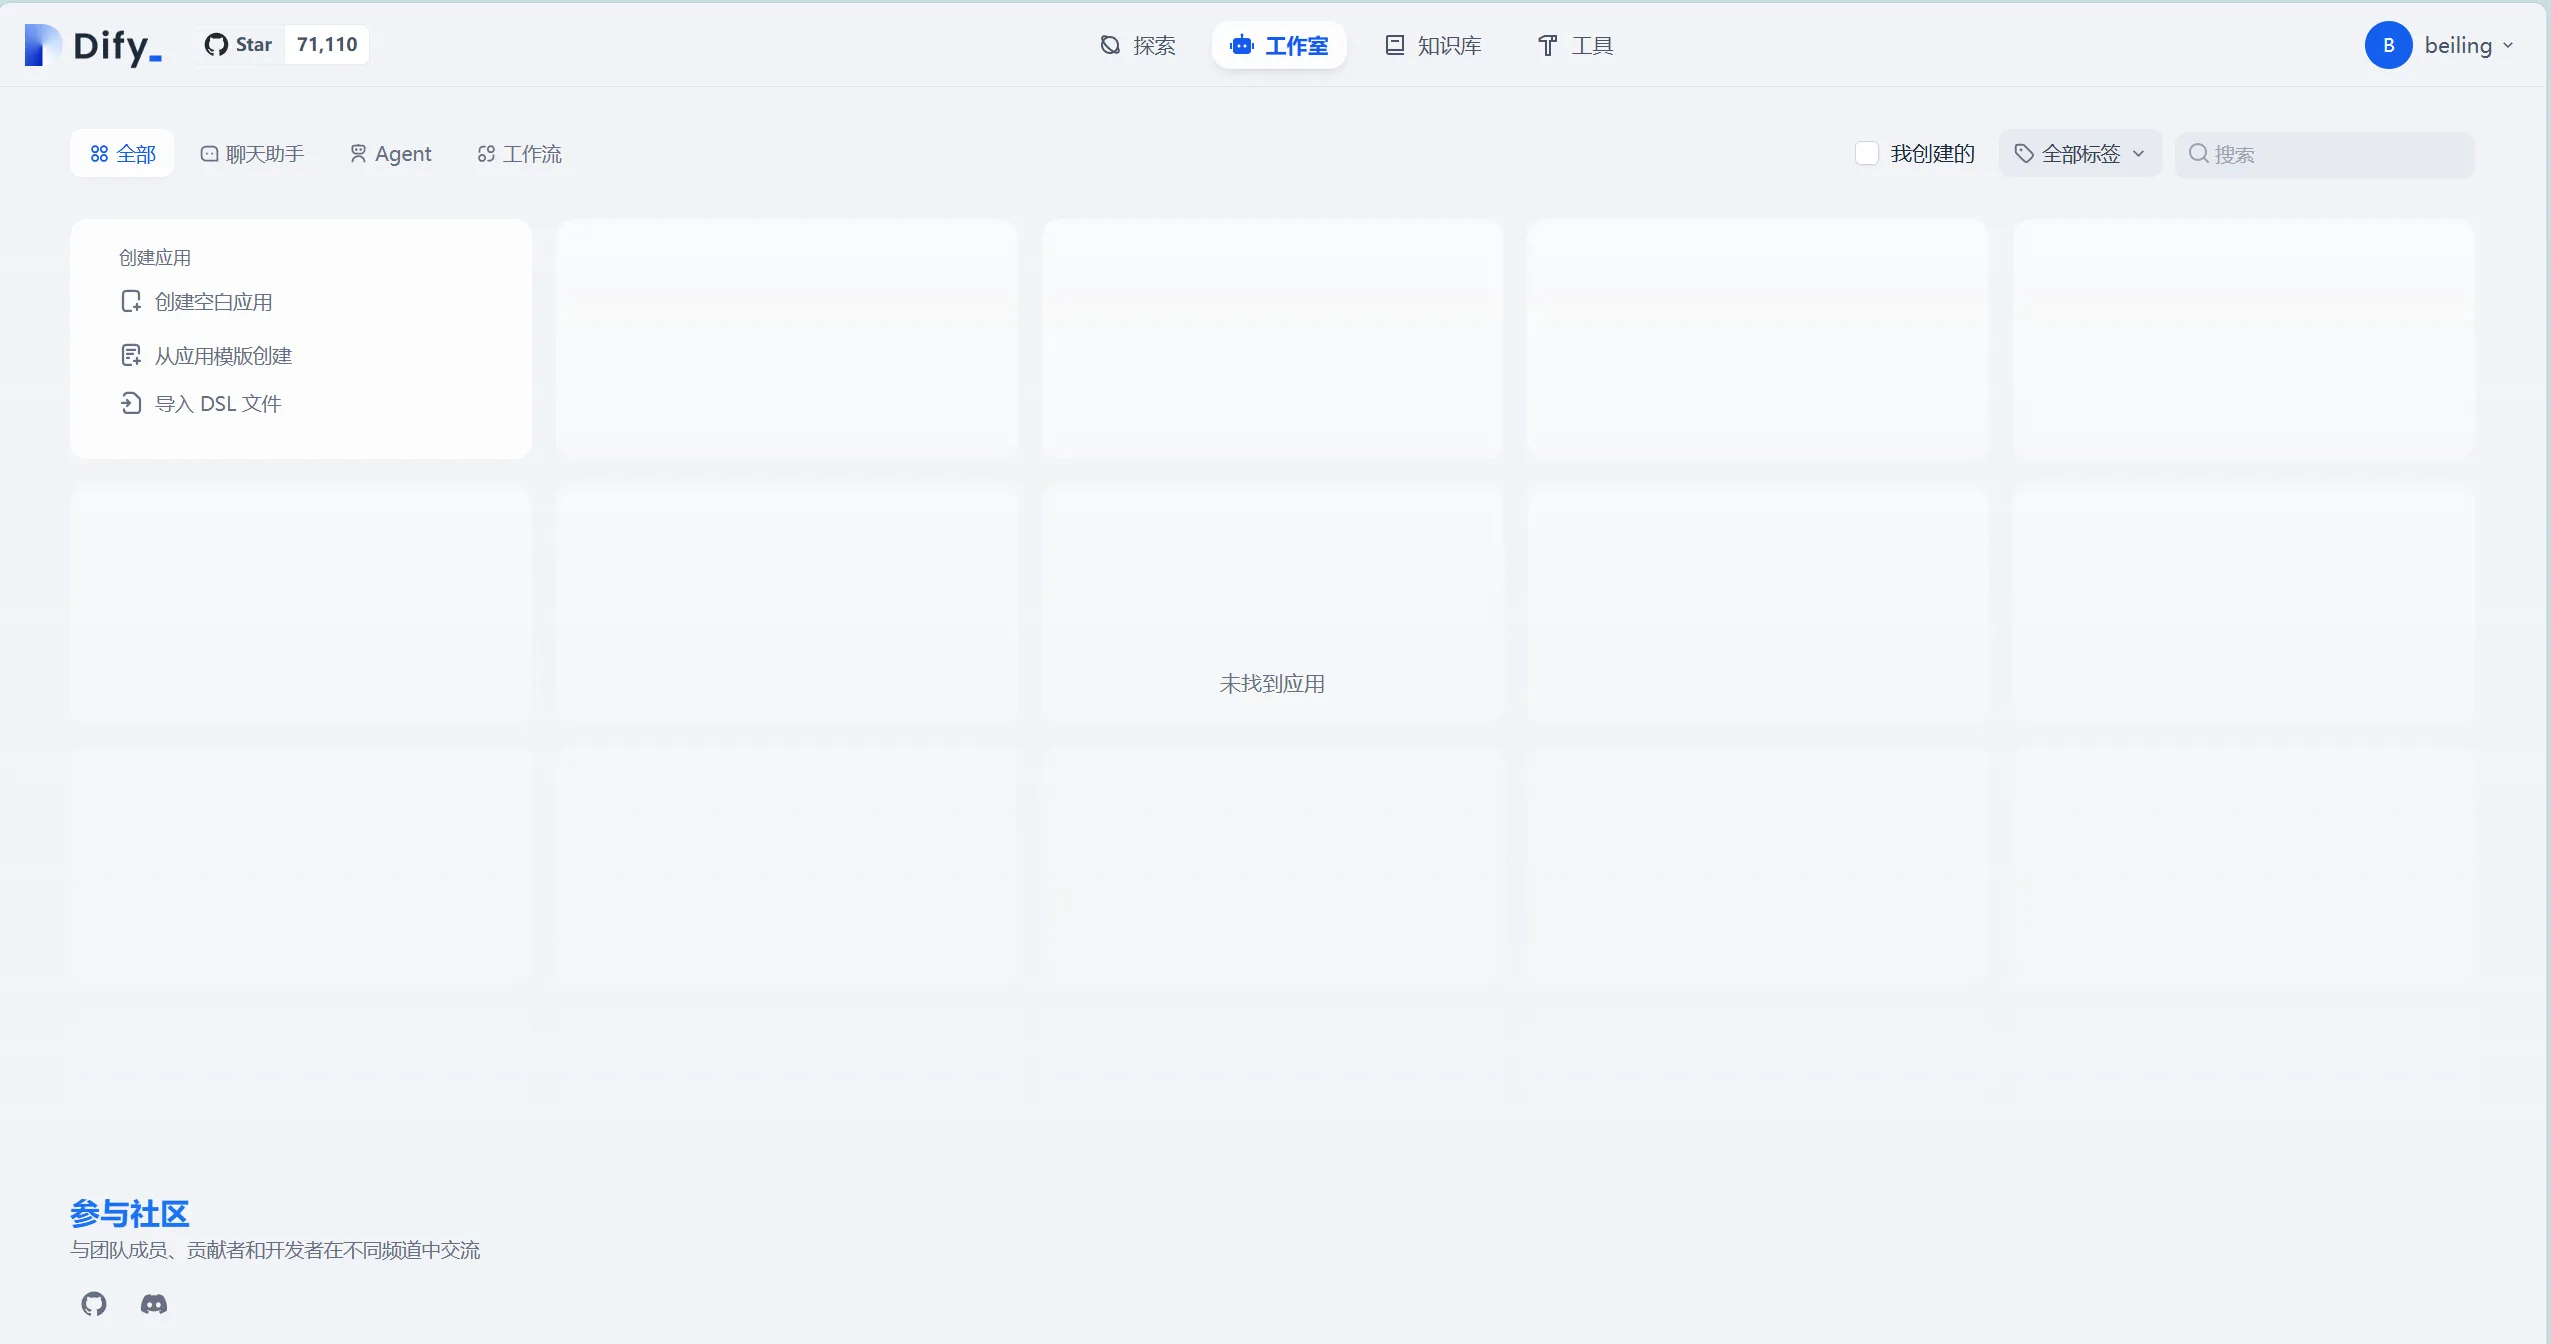 Dify_
Star 71,110
探索
工作室
知识库
工具
B beiling
全部
聊天助手
Agent
工作流
我创建的
全部标签
搜索
创建应用
创建空白应用
从应用模版创建
导入 DSL 文件
未找到应用
参与社区
与团队成员、贡献者和开发者在不同频道中交流